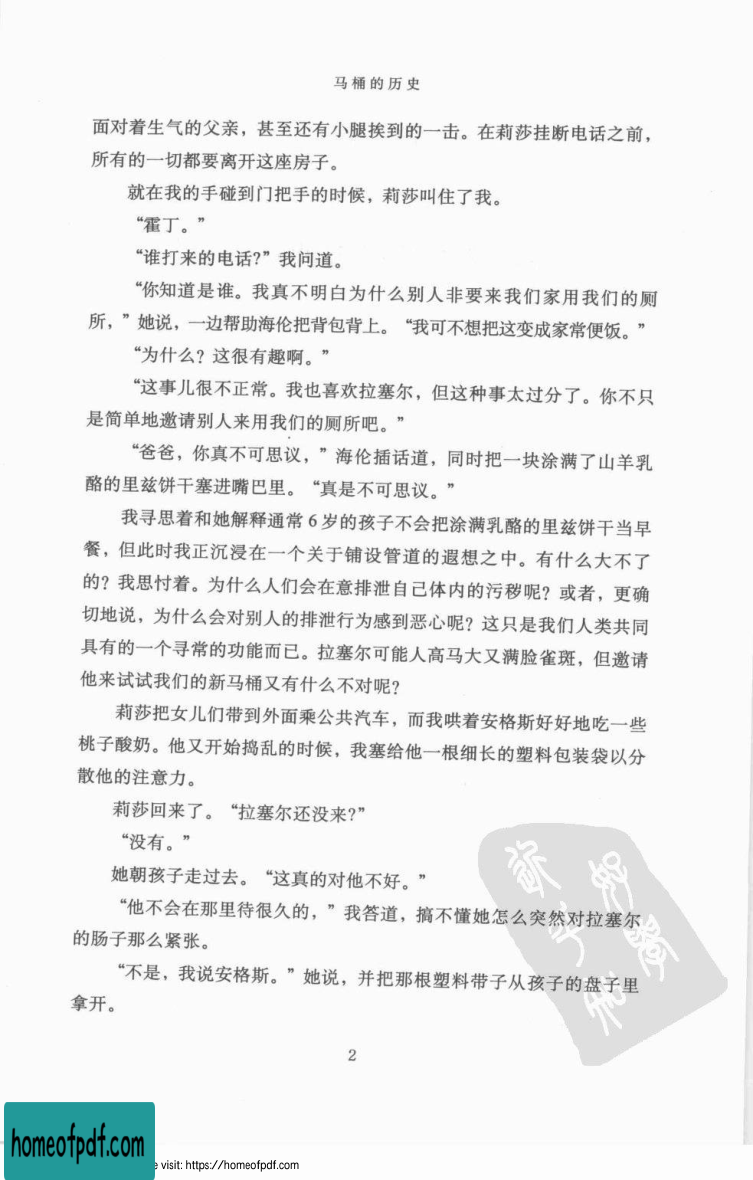 马桶的历史
面对着生气的父亲，甚至还有小腿挨到的一击。在莉莎挂断电话之前，
所有的一切都要离开这座房子。
就在我的手碰到门把手的时候，莉莎叫住了我。
“霍丁。”
“谁打来的电话?”我问道。
“你知道是谁。我真不明白为什么别人非要来我们家用我们的厕
所，”她说，一边帮助海伦把背包背上。“我可不想把这变成家常便饭。”
“为什么？这很有趣啊。”
“这事儿很不正常。我也喜欢拉塞尔，但这种事太过分了。你不只
是简单地邀请别人来用我们的厕所吧。”
“爸爸，你真不可思议，”海伦插话道，同时把一块涂满了山羊乳
酪的里兹饼干塞进嘴巴里。“真是不可思议。”
我寻思着和她解释通常6岁的孩子不会把涂满乳酪的里兹饼干当早
餐，但此时我正沉浸在一个关于铺设管道的遐想之中。有什么大不了
的？我思忖着。为什么人们会在意排泄自己体内的污秽呢？或者，更确
切地说，为什么会对别人的排泄行为感到恶心呢？这只是我们人类共同
具有的一个寻常的功能而已。拉塞尔可能人高马大又满脸雀斑，但邀请
他来试试我们的新马桶又有什么不对呢?
莉莎把女儿们带到外面乘公共汽车，而我哄着安格斯好好地吃一些
桃子酸奶。他又开始捣乱的时候，我塞给他一根细长的塑料包装袋以分
散他的注意力。
莉莎回来了。“拉塞尔还没来?”
“没有。”
她朝孩子走过去。“这真的对他不好。”
“他不会在那里待很久的，”我答道，搞不懂她怎么突然对拉塞尔
的肠子那么紧张。
“不是，我说安格斯。”她说，并把那根塑料带子从孩子的盘子里
拿开。
2
homeofpdf.com
e visit: https://homeofpdf.com